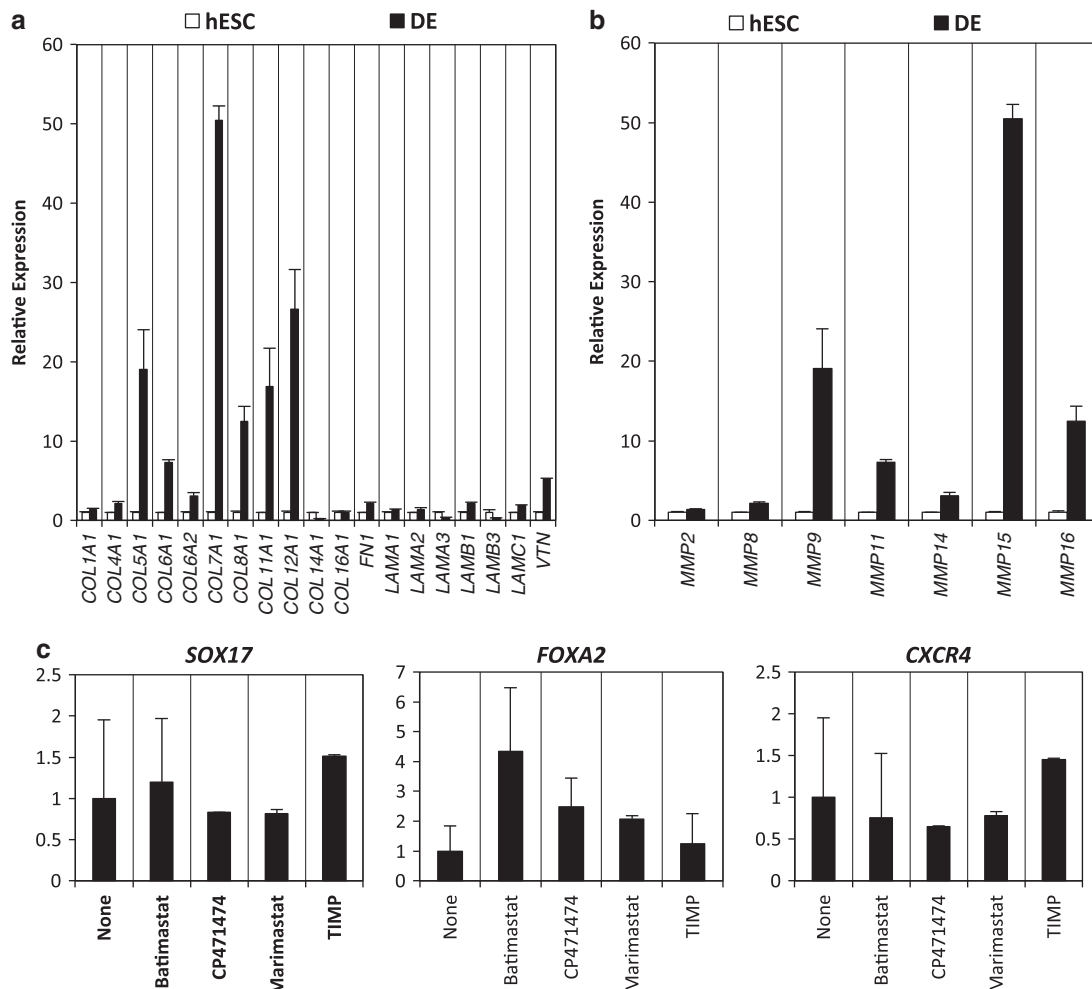 a
hESC
DE
60
50
40
30
20
10
0
Relative Expression
COL1A1
COL4A1
COL5A1
COL6A1
COL6A2
COL7A1
COL8A1
COL11A1
COL12A1
COL14A1
COL16A1
FN1
LAMA1
LAMA2
LAMA3
LAMB1
LAMB3
LAMC1
VTN
b
hESC
DE
60
50
40
30
20
10
0
Relative Expression
MMP2
MMP8
MMP9
MMP11
MMP14
MMP15
MMP16
c
SOX17
2.5
2
1.5
1
0.5
0
None
Batimastat
CP471474
Marimastat
TIMP
FOXA2
7
6
5
4
3
2
1
0
None
Batimastat
CP471474
Marimastat
TIMP
CXCR4
2.5
2
1.5
1
0.5
0
None
Batimastat
CP471474
Marimastat
TIMP